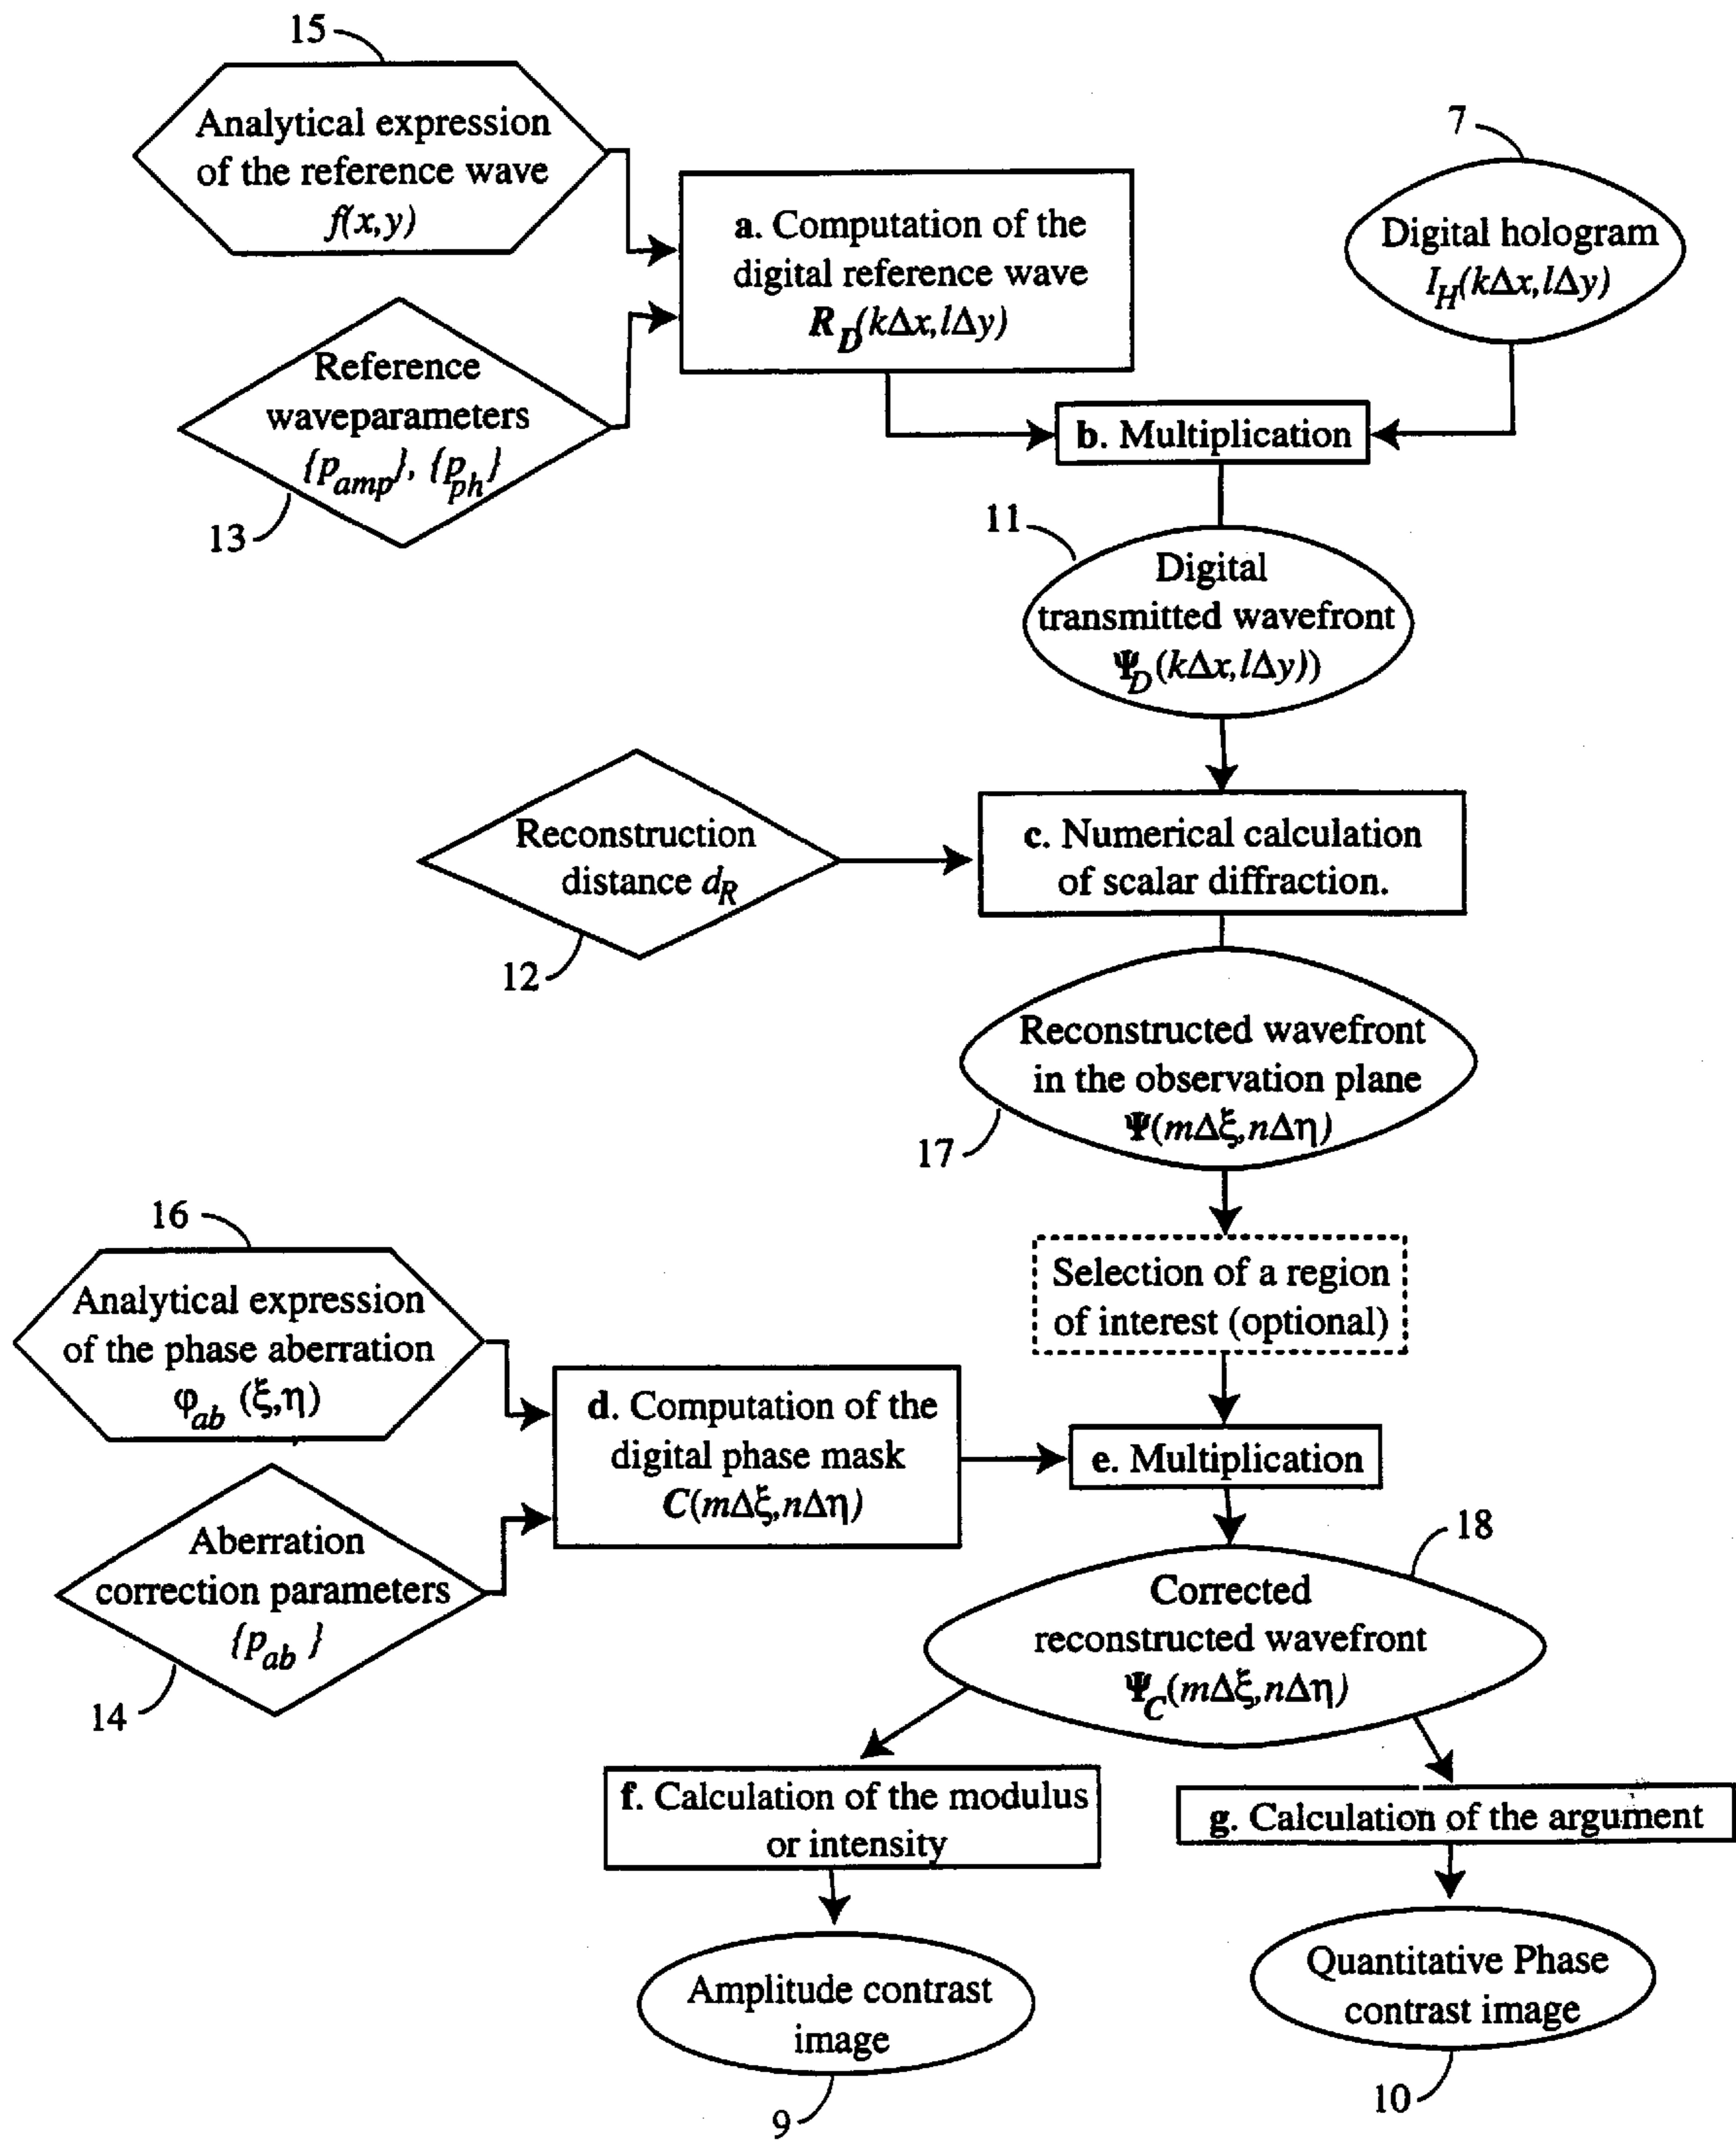 15
Analytical expression
of the reference wave
f(x,y)
7
Digital hologram
I_H(kΔx,lΔy)
a. Computation of the
digital reference wave
R_D(kΔx,lΔy)
Reference
waveparameters
{p_amp}, {p_ph}
13
b. Multiplication
11
Digital
transmitted wavefront
Ψ_D(kΔx,lΔy))
Reconstruction
distance d_R
12
c. Numerical calculation
of scalar diffraction.
Reconstructed wavefront
in the observation plane
Ψ(mΔξ,nΔη)
17
Selection of a region
of interest (optional)
16
Analytical expression
of the phase aberration
φ_ab (ξ,η)
d. Computation of the
digital phase mask
C(mΔξ,nΔη)
e. Multiplication
Aberration
correction parameters
{p_ab }
14
18
Corrected
reconstructed wavefront
Ψ_C(mΔξ,nΔη)
f. Calculation of the modulus
or intensity
g. Calculation of the argument
Amplitude contrast
image
9
Quantitative Phase
contrast image
10